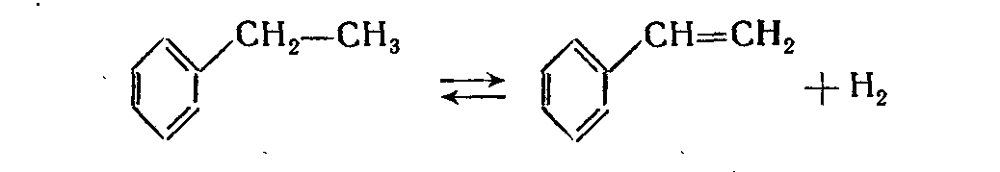 CH₂—CH₃ ⇌ CH=CH₂ + H₂